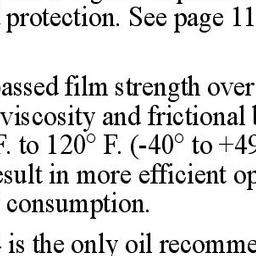 protection. See page 11
assed film strength over
viscosity and frictional
F. to 120° F. (-40° to +49
sult in more efficient op
consumption.
is the only oil recomme